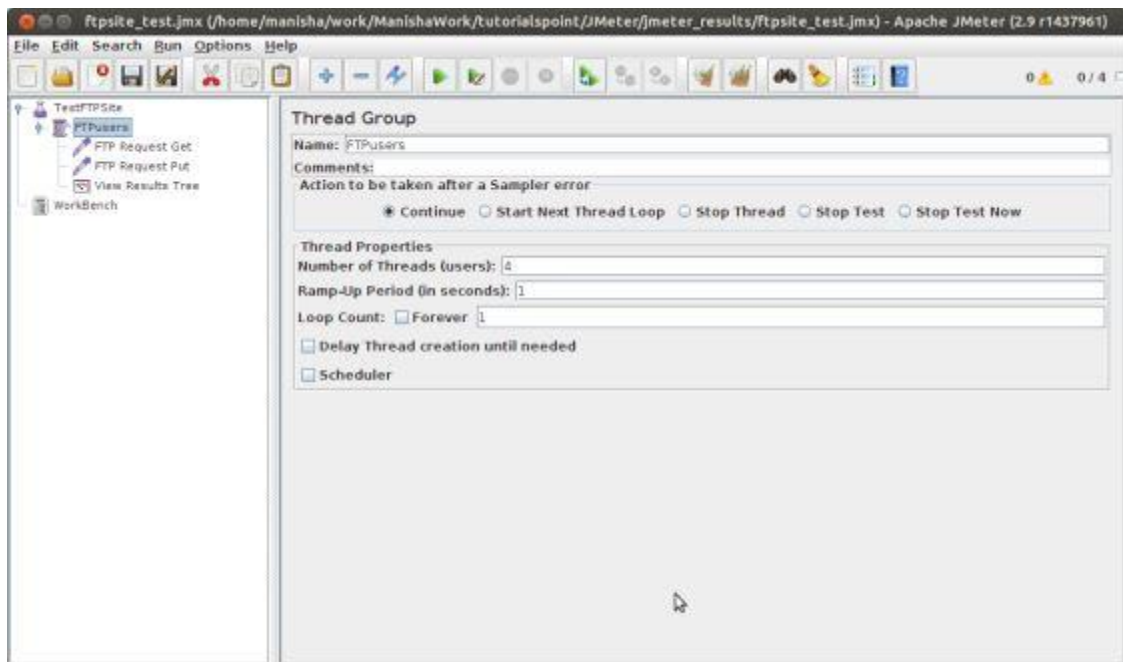 ftpsite_test.jmx (/home/manisha/work/ManishaWork/tutorialspoint/JMeter/jmeter_results/ftpsite_test.jmx) - Apache JMeter (2.9 r1437961)
File Edit Search Run Options Help
0 0 / 4
TestFTPSite
FTPusers
FTP Request Get
FTP Request Put
View Results Tree
WorkBench
Thread Group
Name: FTPusers
Comments:
Action to be taken after a Sampler error
Continue Start Next Thread Loop Stop Thread Stop Test Stop Test Now
Thread Properties
Number of Threads (users): 4
Ramp-Up Period (in seconds): 1
Loop Count: Forever 1
Delay Thread creation until needed
Scheduler